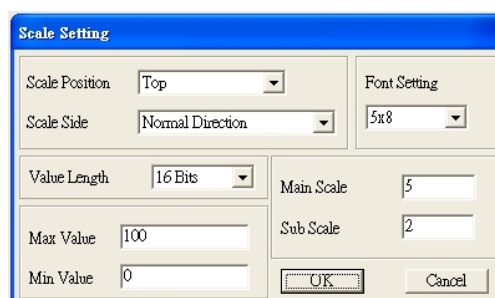 Scale Setting
Scale Position Top
Scale Side Normal Direction
Font Setting
5x8
Value Length 16 Bits
Max Value 100
Min Value 0
Main Scale 5
Sub Scale 2
OK Cancel